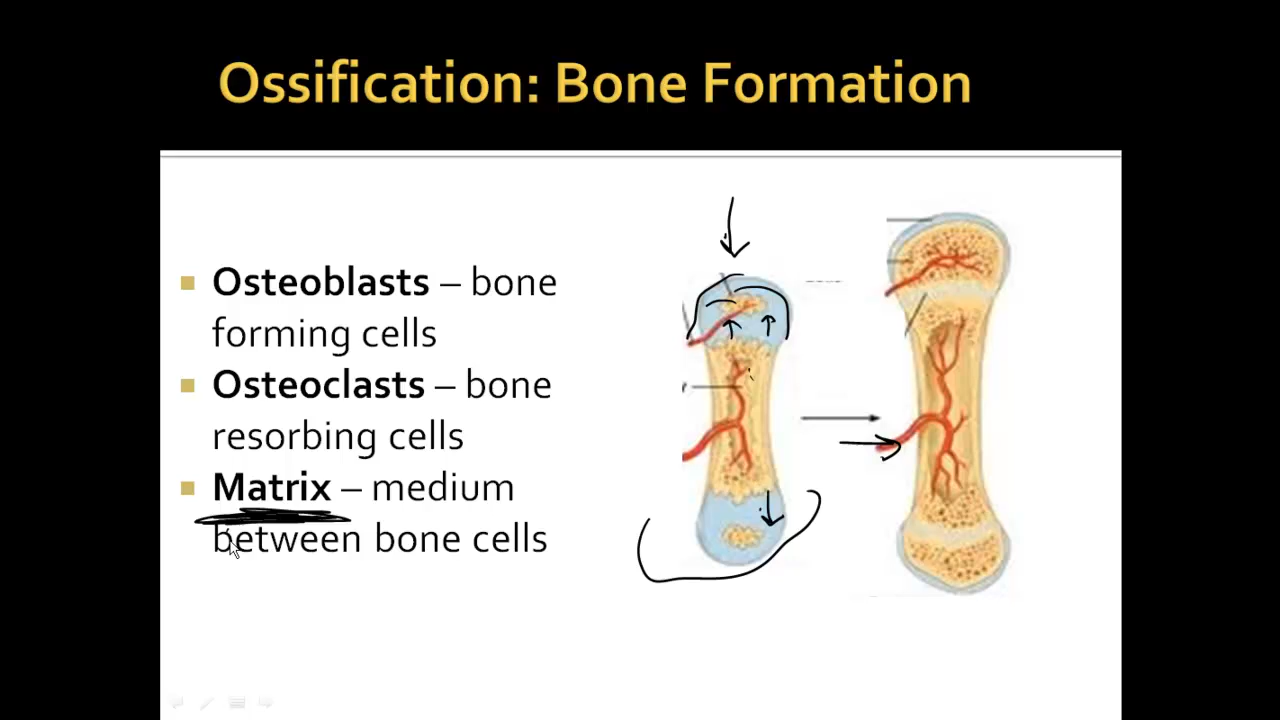 Ossification: Bone Formation
Osteoblasts – bone
forming cells
Osteoclasts – bone
resorbing cells
Matrix – medium
between bone cells